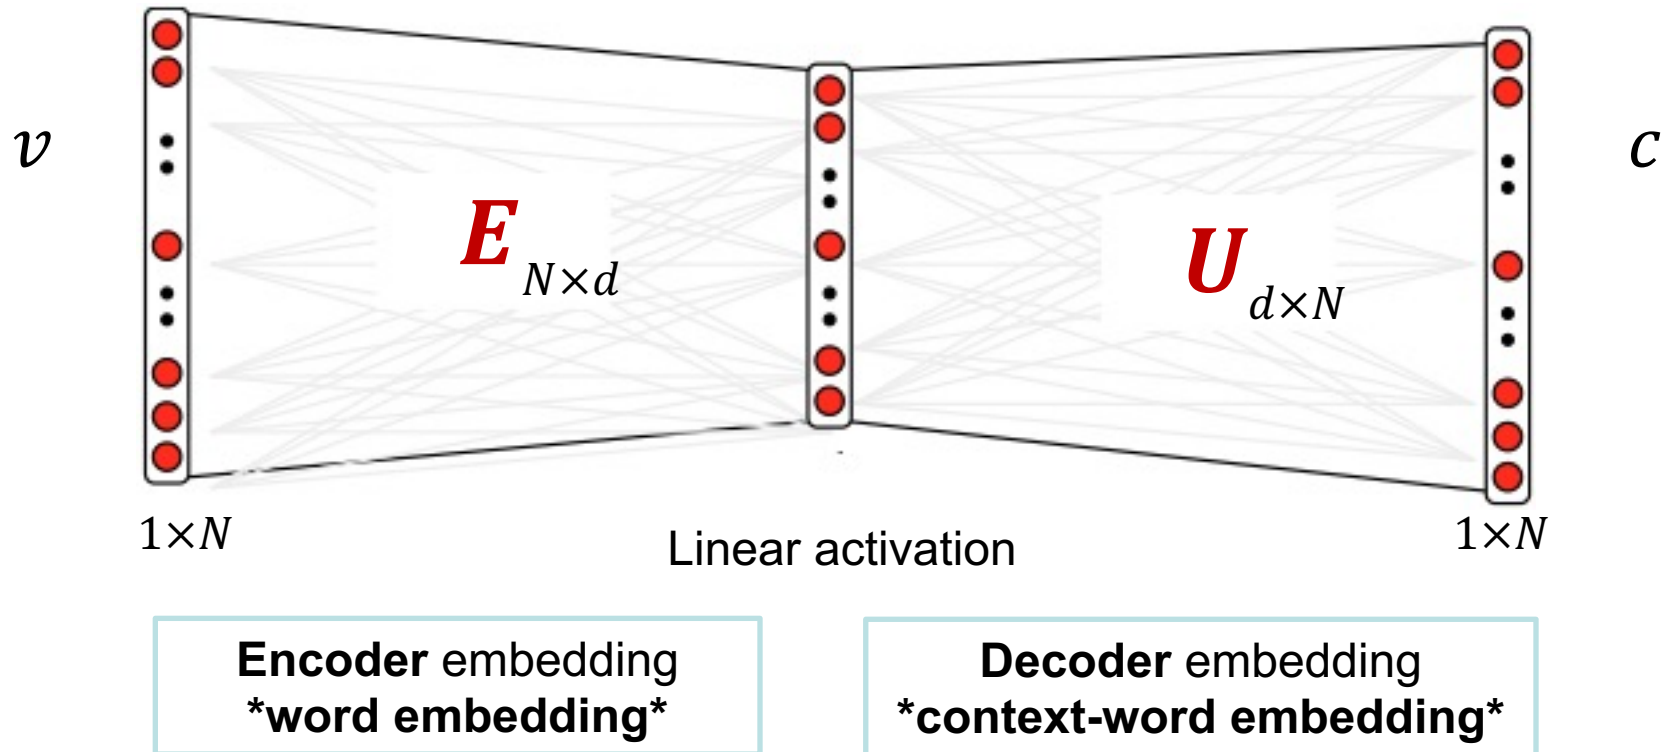 v
c
E N×d
U d×N
1×N
1×N
Linear activation
Encoder embedding
*word embedding*
Decoder embedding
*context-word embedding*